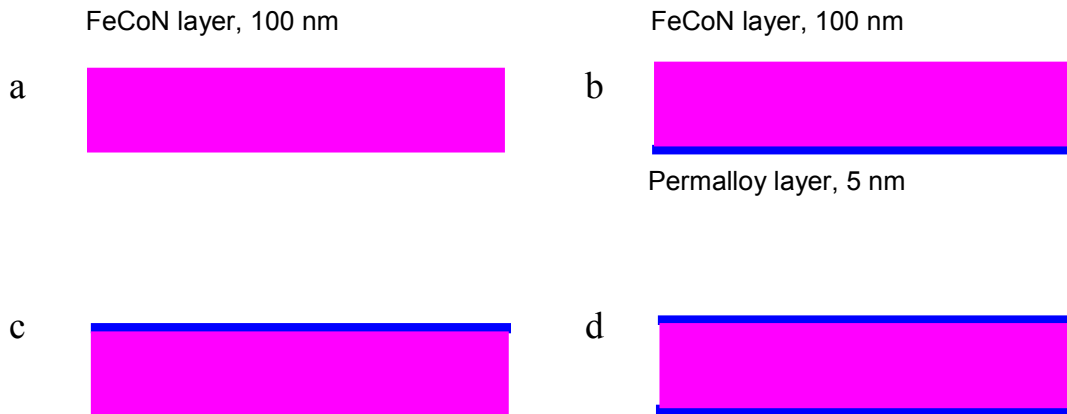 FeCoN layer, 100 nm
FeCoN layer, 100 nm
a
b
Permalloy layer, 5 nm
c
d